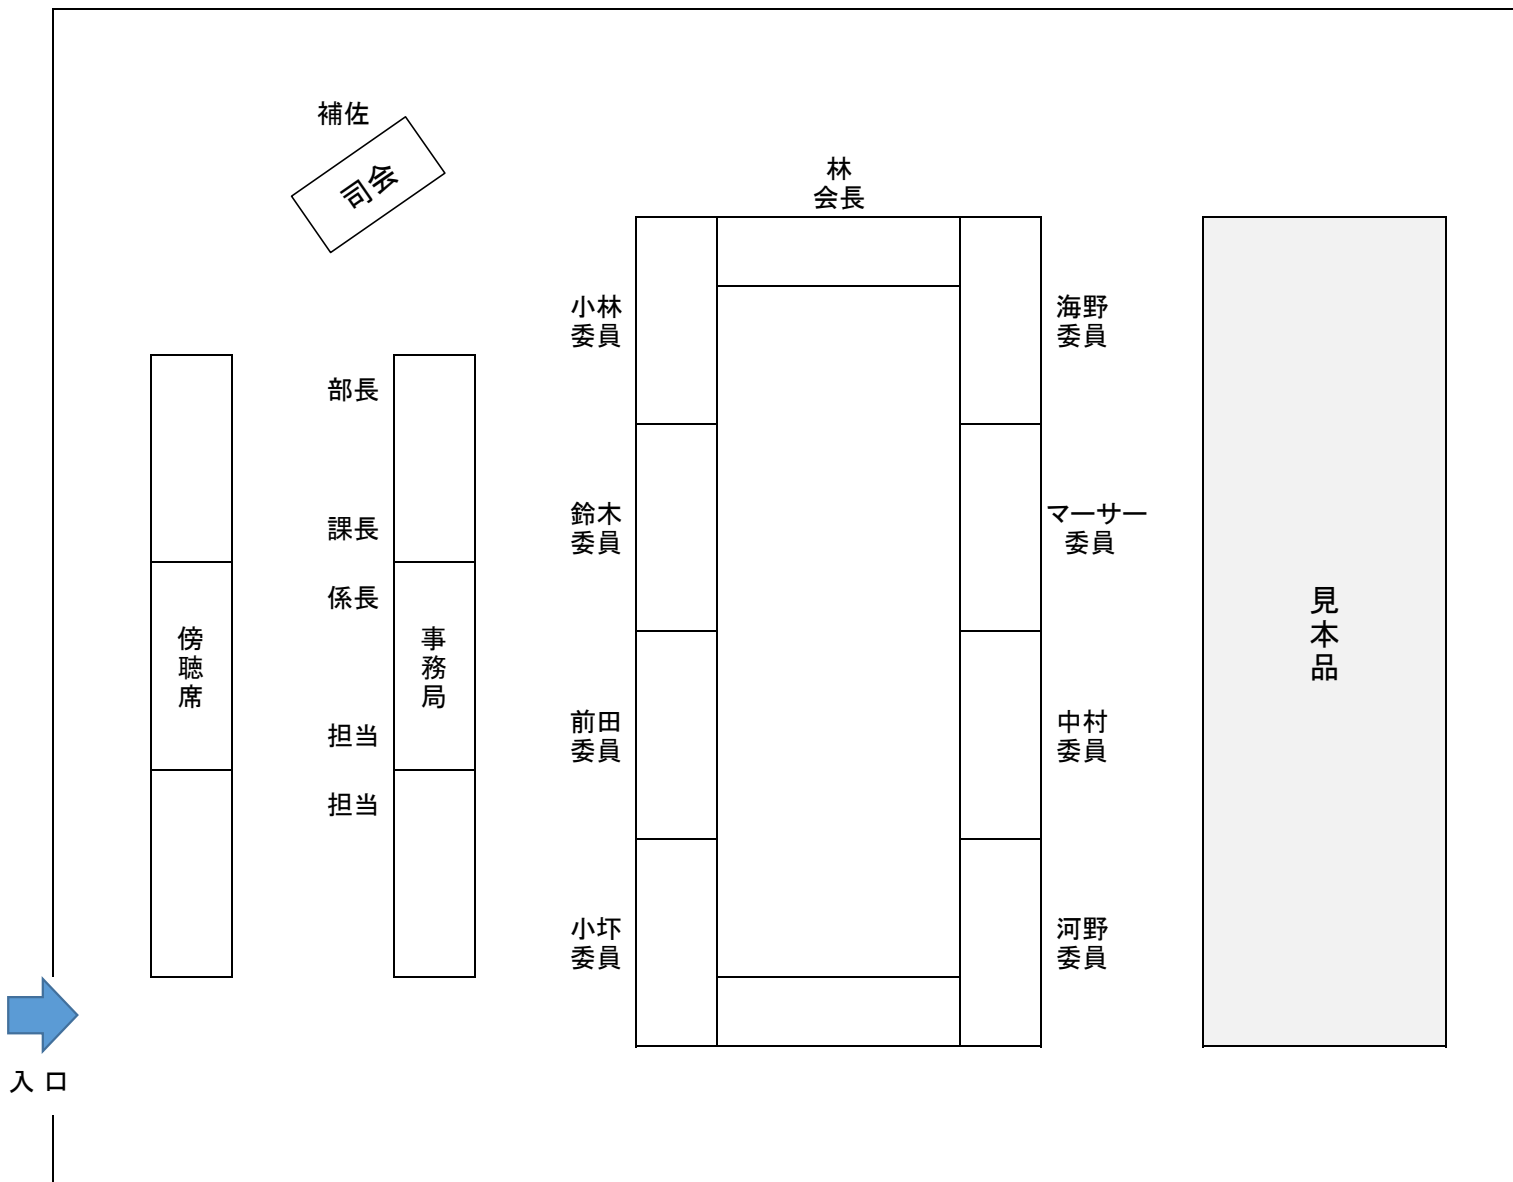 補佐
司会
林
会長
小林
委員
海野
委員
部長
鈴木
委員
マーサー
委員
課長
係長
見本品
傍聴席
事務局
前田
委員
中村
委員
担当
担当
小圷
委員
河野
委員
入口